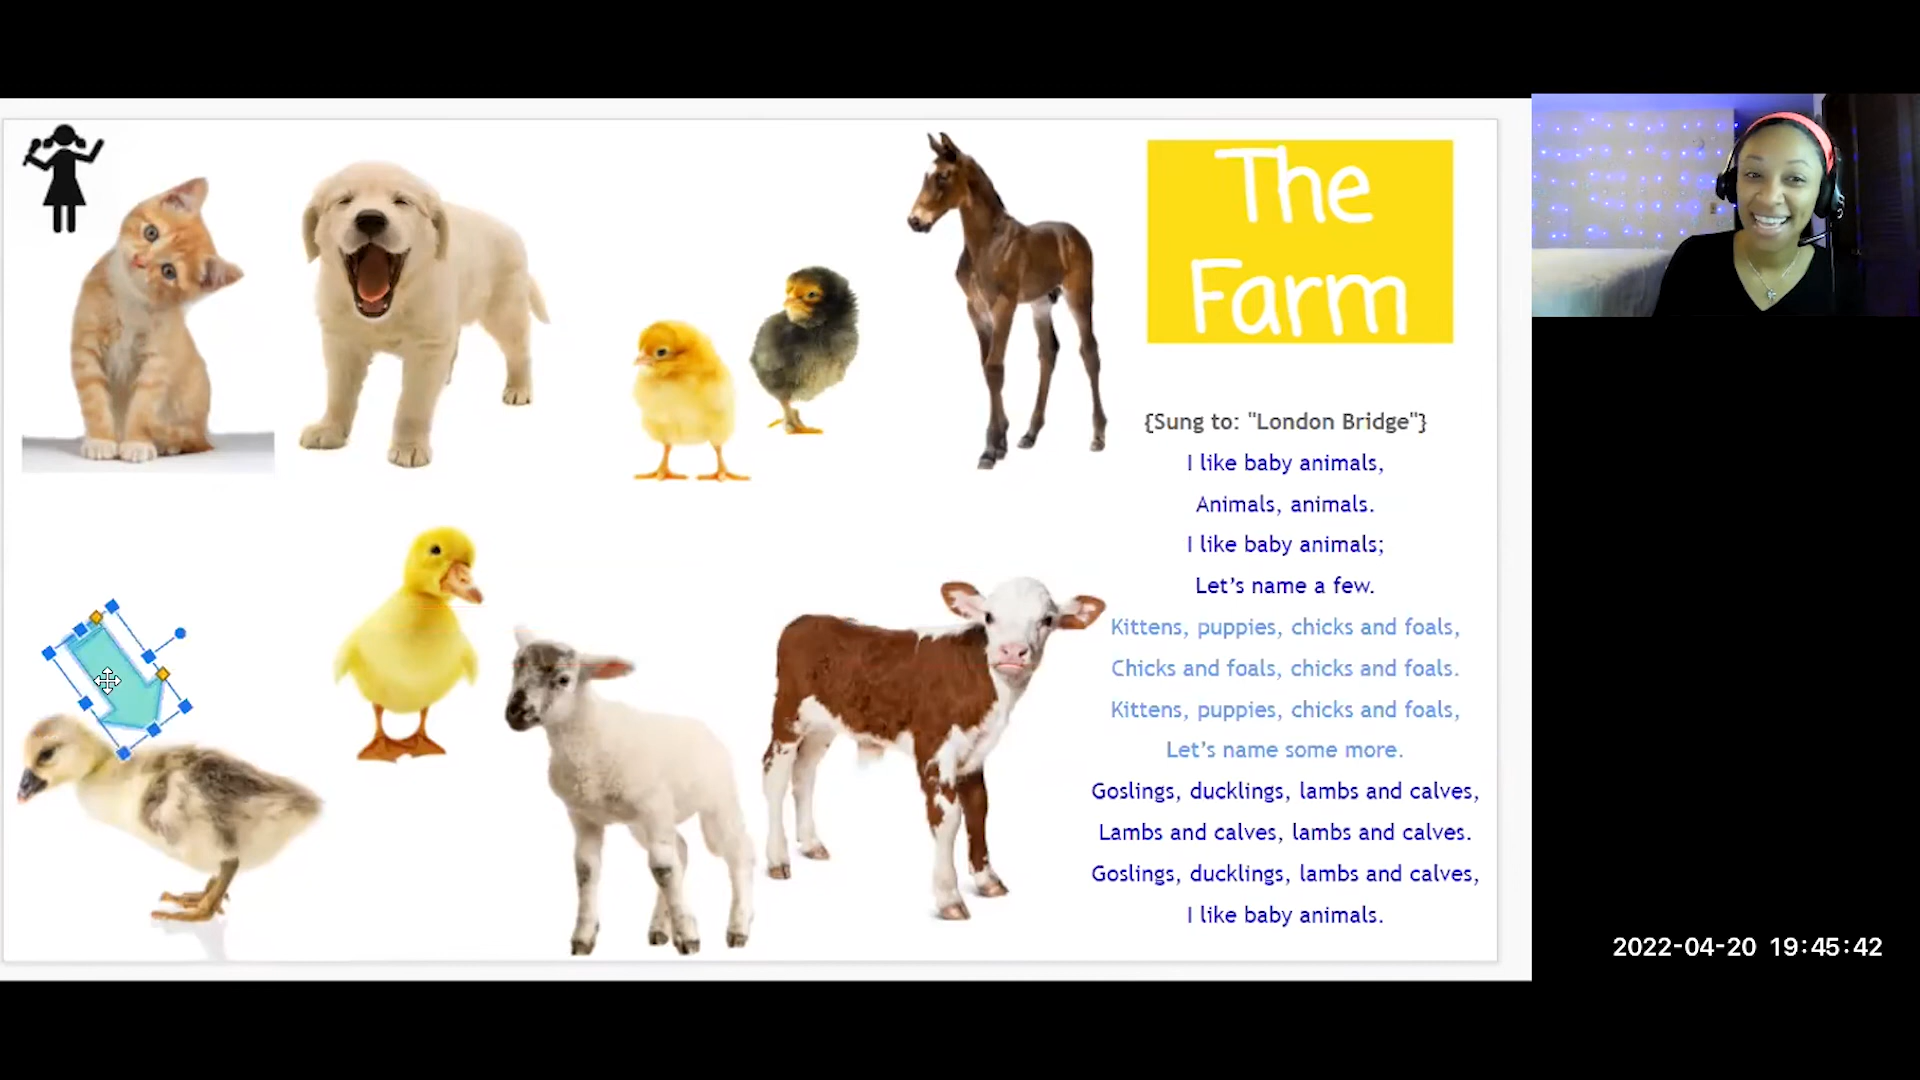 The
Farm
{Sung to: "London Bridge"}
I like baby animals,
Animals, animals.
I like baby animals;
Let’s name a few.
Kittens, puppies, chicks and foals,
Chicks and foals, chicks and foals.
Kittens, puppies, chicks and foals,
Let’s name some more.
Goslings, ducklings, lambs and calves,
Lambs and calves, lambs and calves.
Goslings, ducklings, lambs and calves,
I like baby animals.
2022-04-20 19:45:42